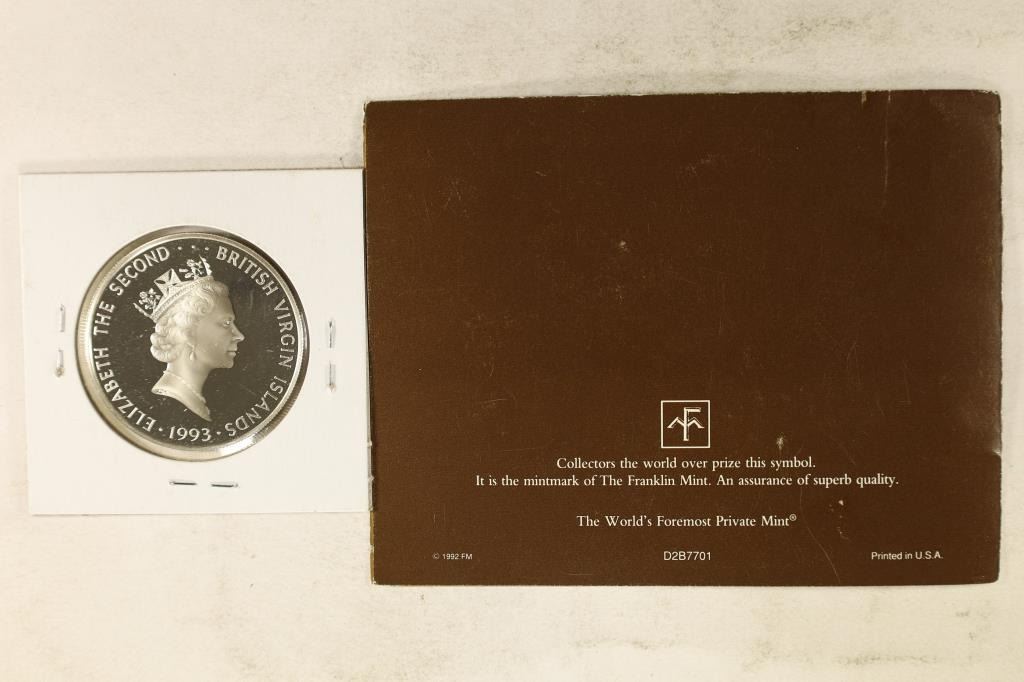 ELIZABETH THE SECOND · · · BRITISH VIRGIN ISLANDS
· 1993 ·
FM
Collectors the world over prize this symbol.
It is the mintmark of The Franklin Mint. An assurance of superb quality.
The World's Foremost Private Mint®
© 1992 FM
D2B7701
Printed in U.S.A.